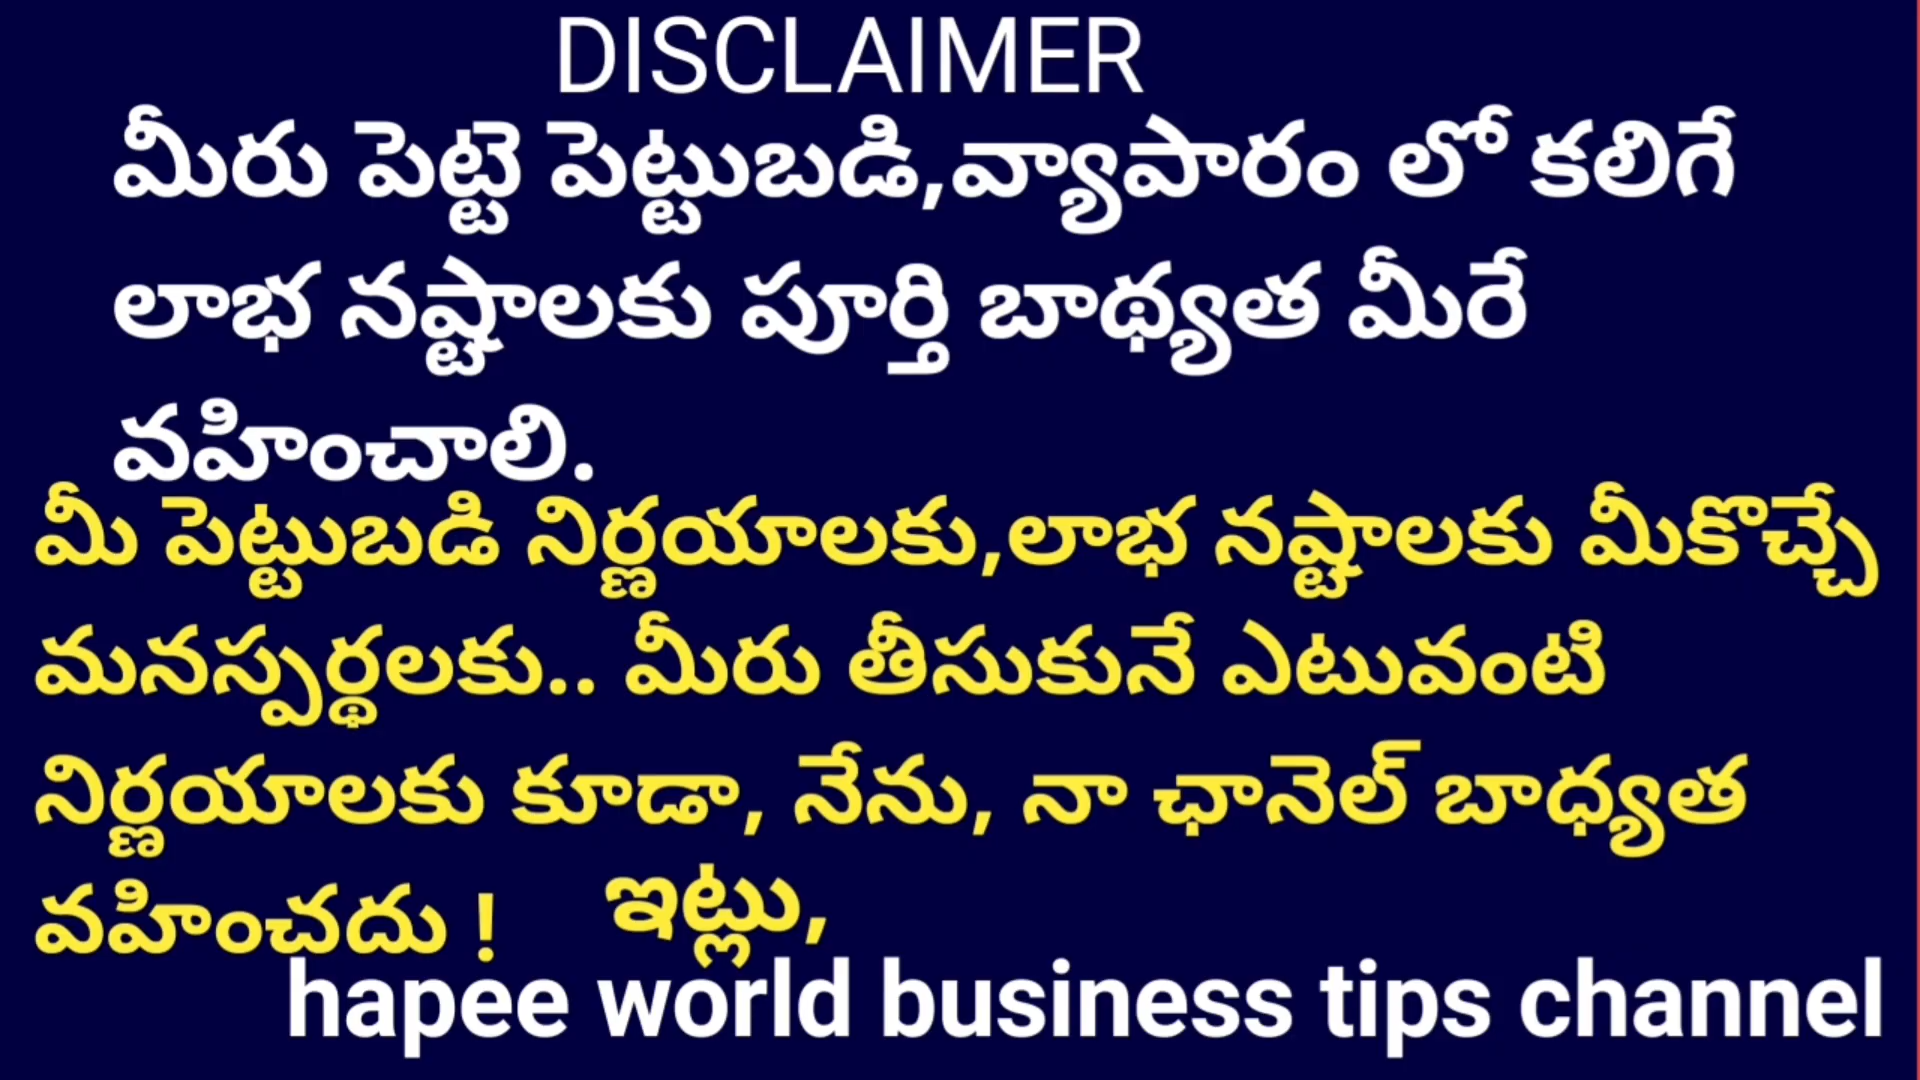 DISCLAIMER
మీరు పెట్టె పెట్టుబడి,వ్యాపారం లో కలిగే
లాభ నష్టాలకు పూర్తి బాథ్యత మీరే
వహించాలి.
మీ పెట్టుబడి నిర్ణయాలకు,లాభ నష్టాలకు మీకొచ్చే
మనస్పర్థలకు.. మీరు తీసుకునే ఎటువంటి
నిర్ణయాలకు కూడా, నేను, నా ఛానెల్ బాధ్యత
వహించదు !
ఇట్లు,
hapee world business tips channel